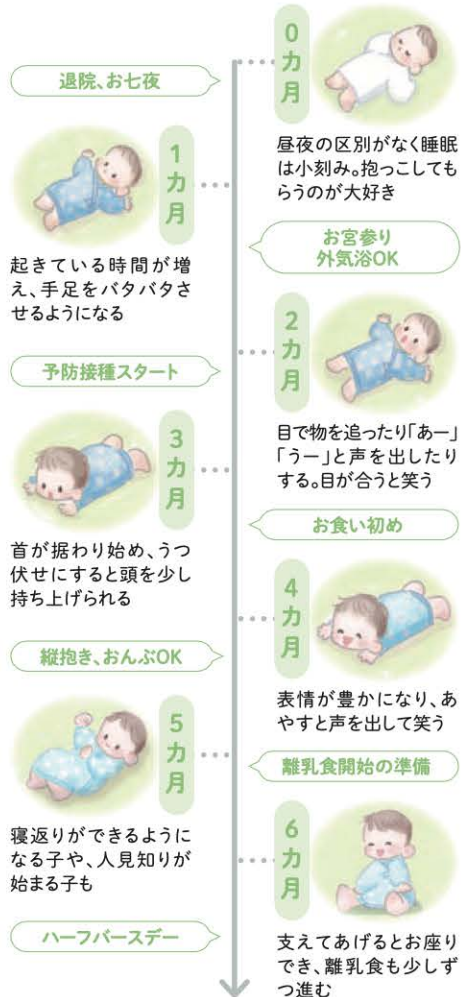 0カ月
昼夜の区別がなく睡眠
は小刻み。抱っこしても
らうのが大好き
退院、お七夜
1カ月
起きている時間が増
え、手足をバタバタさ
せるようになる
お宮参り
外気浴OK
2カ月
目で物を追ったり「あー」
「うー」と声を出したり
する。目が合うと笑う
予防接種スタート
3カ月
首が据わり始め、うつ
伏せにすると頭を少し
持ち上げられる
お食い初め
4カ月
表情が豊かになり、あ
やすと声を出して笑う
縦抱き、おんぶOK
5カ月
寝返りができるように
なる子や、人見知りが
始まる子も
離乳食開始の準備
6カ月
支えてあげるとお座り
でき、離乳食も少しず
つ進む
ハーフバースデー